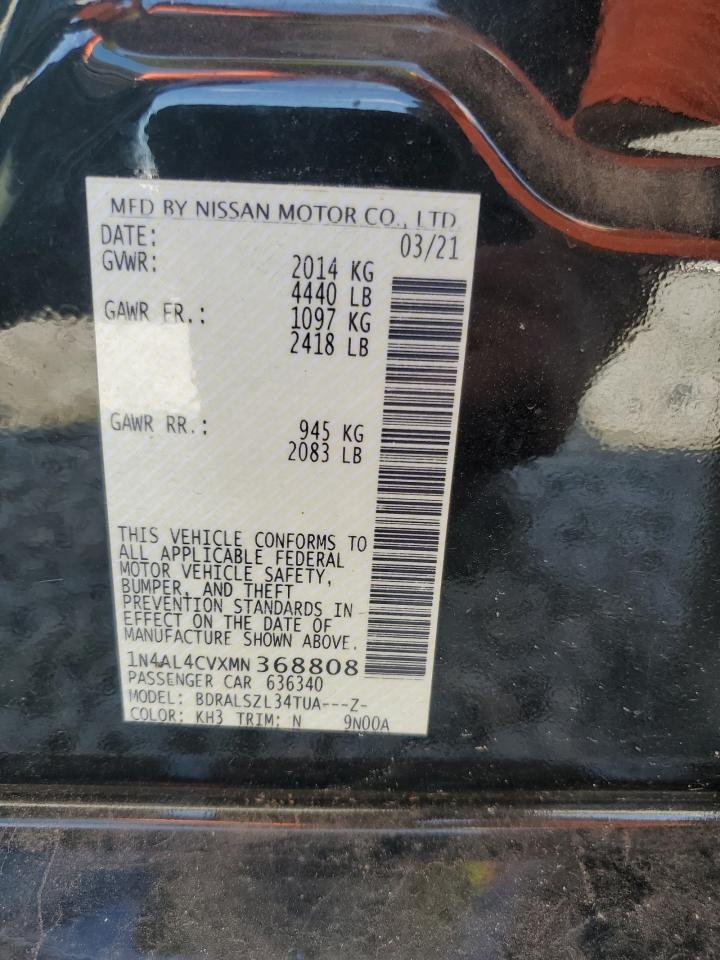 MFD BY NISSAN MOTOR CO., LTD.
DATE: 03/21
GVWR: 2014 KG
4440 LB
GAWR FR.: 1097 KG
2418 LB
GAWR RR.: 945 KG
2083 LB
THIS VEHICLE CONFORMS TO
ALL APPLICABLE FEDERAL
MOTOR VEHICLE SAFETY,
BUMPER, AND THEFT
PREVENTION STANDARDS IN
EFFECT ON THE DATE OF
MANUFACTURE SHOWN ABOVE.
1N4AL4CVXMN 368808
PASSENGER CAR 636340
MODEL: BDRALSZL34TUA---Z-
COLOR: KH3 TRIM: N 9N00A